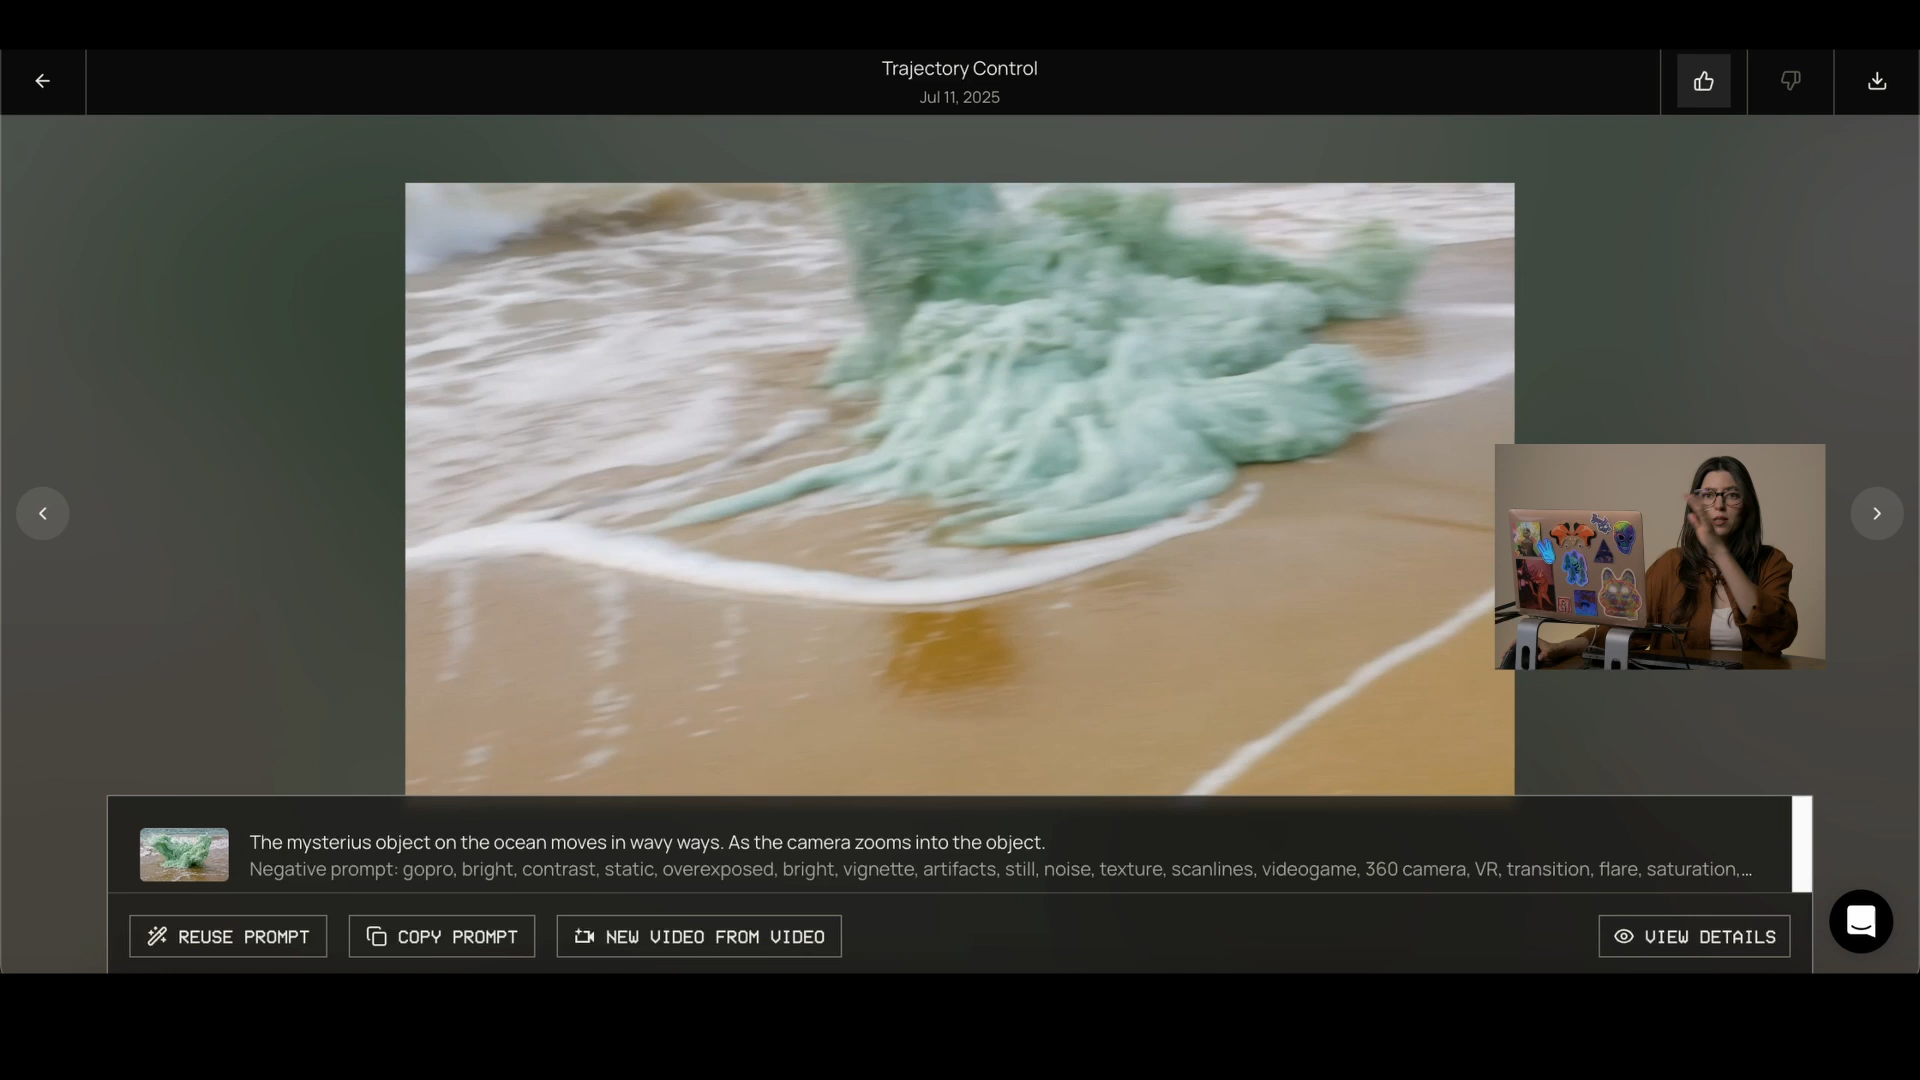 Trajectory Control
Jul 11, 2025
The mysterius object on the ocean moves in wavy ways. As the camera zooms into the object.
Negative prompt: gopro, bright, contrast, static, overexposed, bright, vignette, artifacts, still, noise, texture, scanlines, videogame, 360 camera, VR, transition, flare, saturation,...
REUSE PROMPT
COPY PROMPT
NEW VIDEO FROM VIDEO
VIEW DETAILS